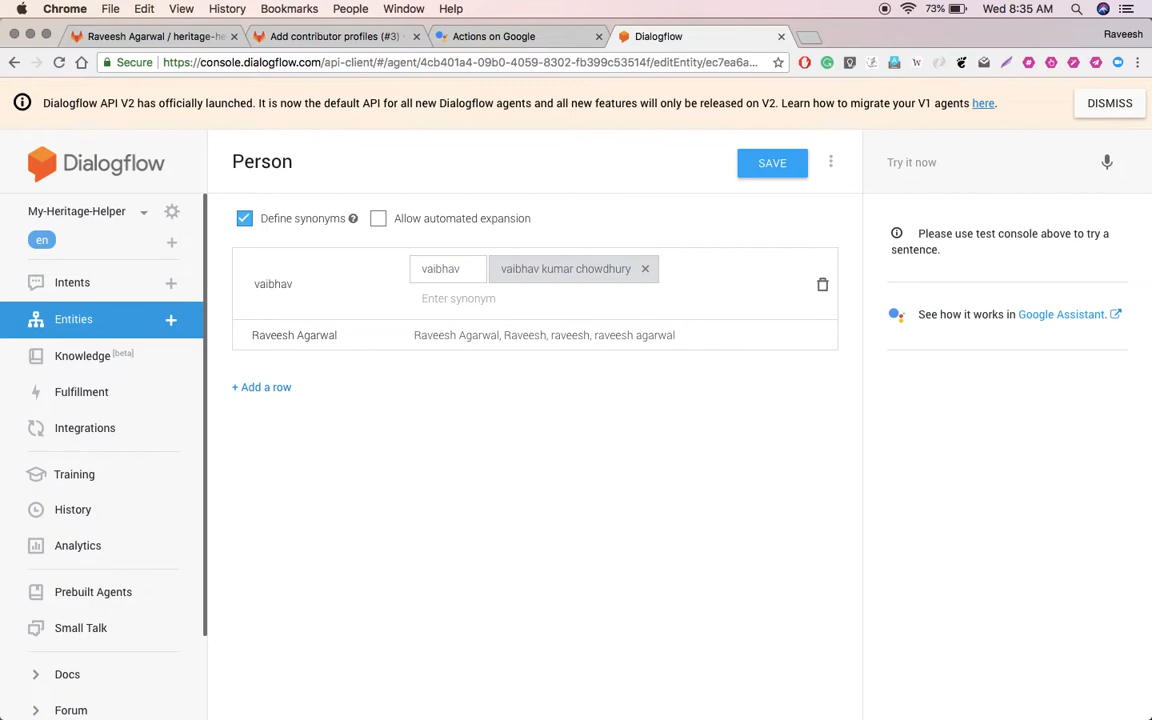 Chrome File Edit View History Bookmarks People Window Help 73% Wed 8:35 AM
Raveesh Agarwal / heritage-he Add contributor profiles (#3) Actions on Google Dialogflow Raveesh
Secure https://console.dialogflow.com/api-client/#/agent/4cb401a4-09b0-4059-8302-fb399c53514f/editEntity/ec7ea6a...
Dialogflow API V2 has officially launched. It is now the default API for all new Dialogflow agents and all new features will only be released on V2. Learn how to migrate your V1 agents here. DISMISS
Dialogflow
Person
SAVE
Try it now
My-Heritage-Helper
en
Define synonyms Allow automated expansion
Please use test console above to try a
sentence.
vaibhav
vaibhav vaibhav kumar chowdhury
Enter synonym
Raveesh Agarwal Raveesh Agarwal, Raveesh, raveesh, raveesh agarwal
+ Add a row
See how it works in Google Assistant.
Intents
Entities
Knowledge [beta]
Fulfillment
Integrations
Training
History
Analytics
Prebuilt Agents
Small Talk
Docs
Forum